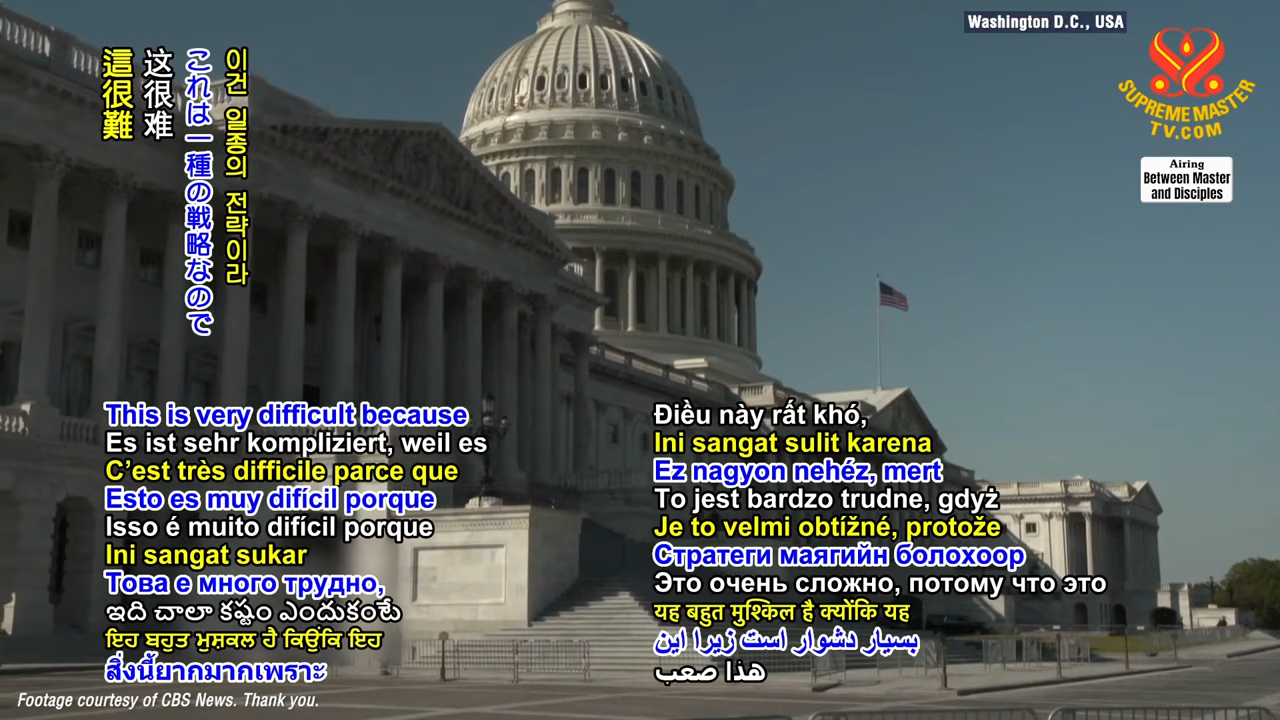 Washington D.C., USA
SUPREME MASTER
TV.COM
Airing
Between Master
and Disciples
이건 일종의 전략이라
これは一種の戦略なので
这很难
這很難
This is very difficult because
Es ist sehr kompliziert, weil es
C’est très difficile parce que
Esto es muy difícil porque
Isso é muito difícil porque
Ini sangat sukar
Това е много трудно,
ఇది చాలా కష్టం ఎందుకంటే
ਇਹ ਬਹੁਤ ਮੁਸ਼ਕਲ ਹੈ ਕਿਉਂਕਿ ਇਹ
สิ่งนี้ยากมากเพราะ
Điều này rất khó,
Ini sangat sulit karena
Ez nagyon nehéz, mert
To jest bardzo trudne, gdyż
Je to velmi obtížné, protože
Стратеги маягийн болохоор
Это очень сложно, потому что это
यह बहुत मुश्किल है क्योंकि यह
بسیار دشوار است زیرا این
هذا صعب
Footage courtesy of CBS News. Thank you.